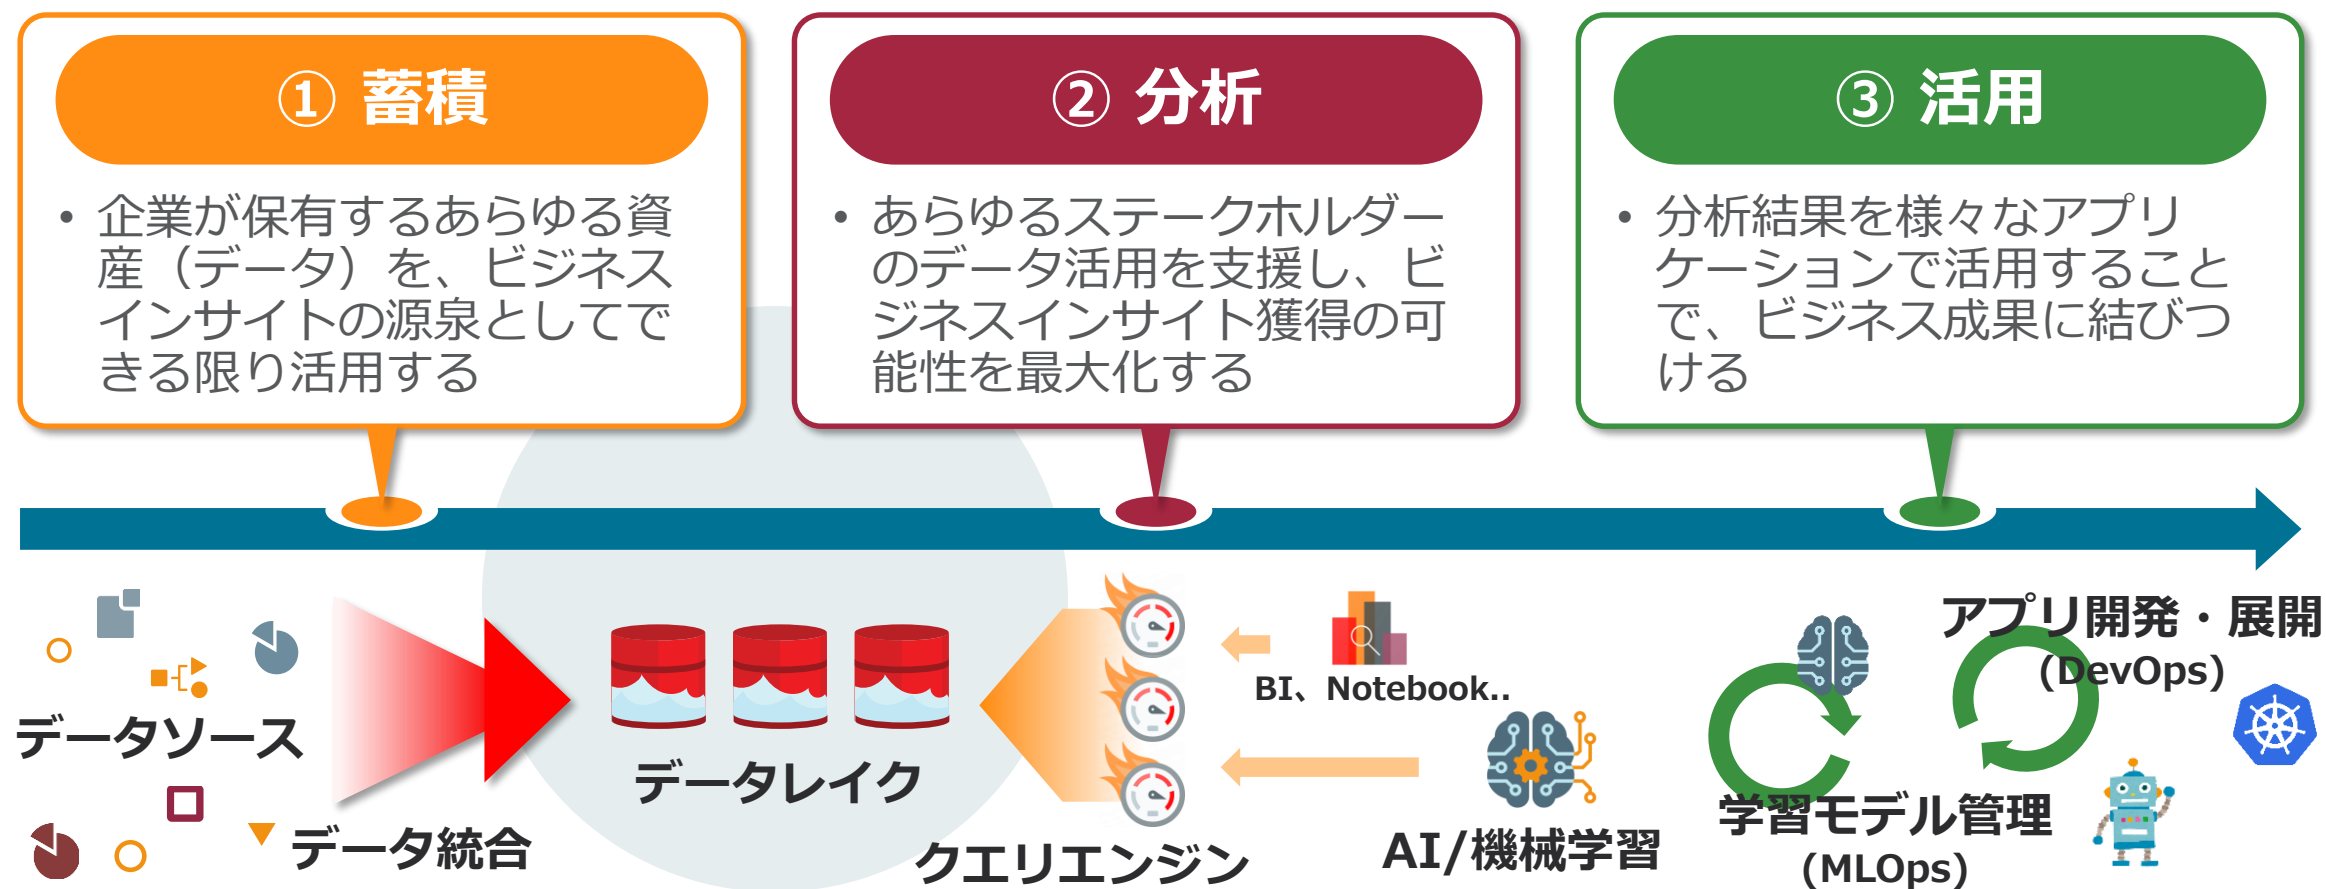 ① 蓄積
• 企業が保有するあらゆる資
産（データ）を、ビジネス
インサイトの源泉としてで
きる限り活用する
② 分析
• あらゆるステークホルダー
のデータ活用を支援し、ビ
ジネスインサイト獲得の可
能性を最大化する
③ 活用
• 分析結果を様々なアプリ
ケーションで活用すること
で、ビジネス成果に結びつ
ける
データソース
データ統合
データレイク
クエリエンジン
BI、Notebook..
AI/機械学習
学習モデル管理
(MLOps)
アプリ開発・展開
(DevOps)